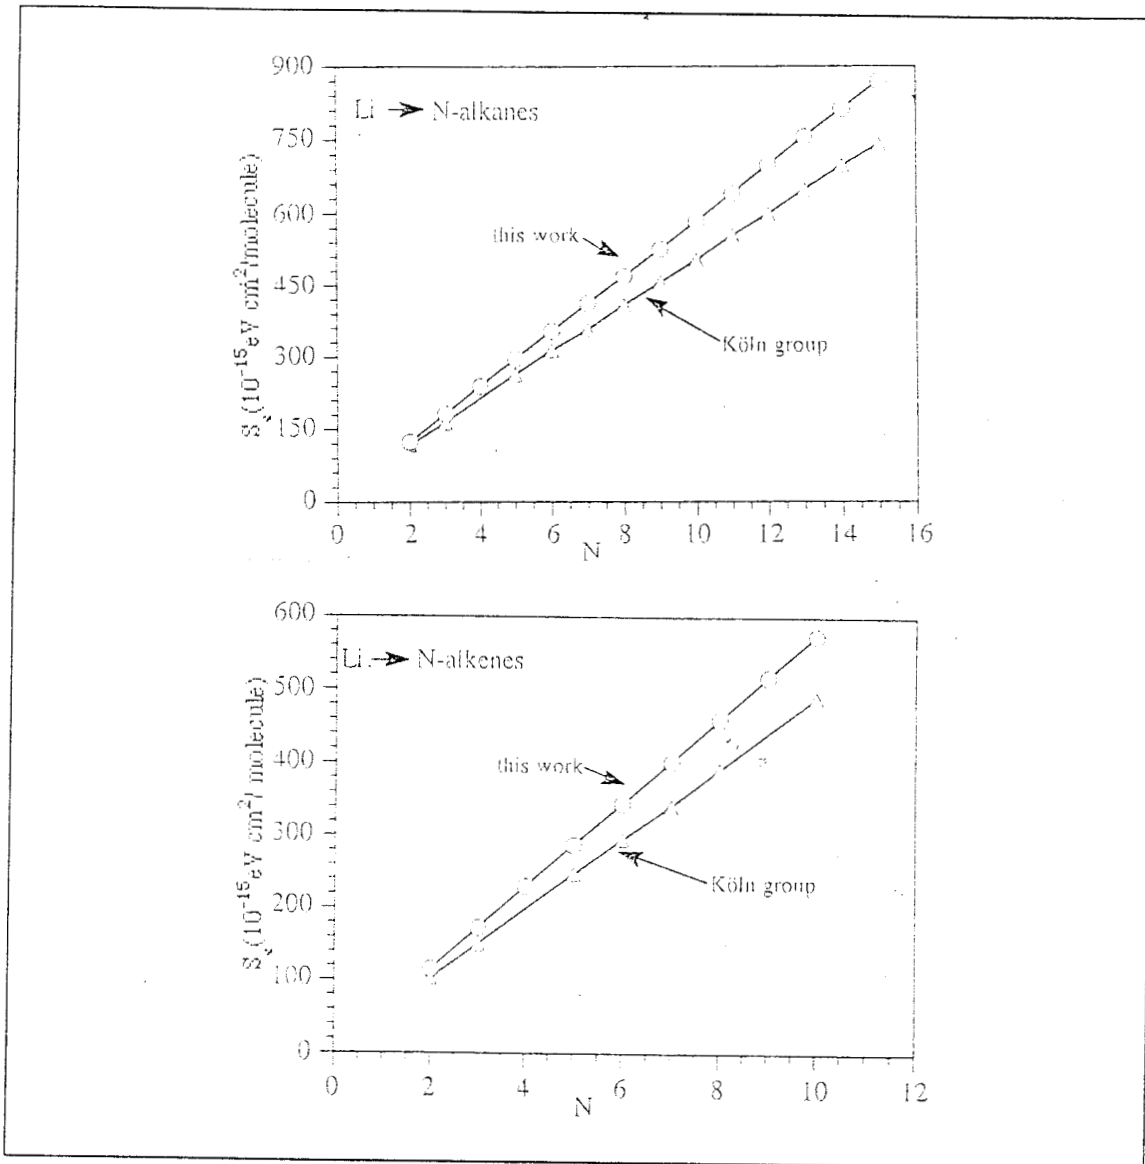 900
Li → N-alkanes
750
600
this work
450
Köln group
300
150
0
0 2 4 6 8 10 12 14 16
N
S (10⁻¹⁵eV cm²/molecule)
600
Li → N-alkenes
500
400
this work
300
Köln group
200
100
0
0 2 4 6 8 10 12
N
S (10⁻¹⁵eV cm²/ molecule)